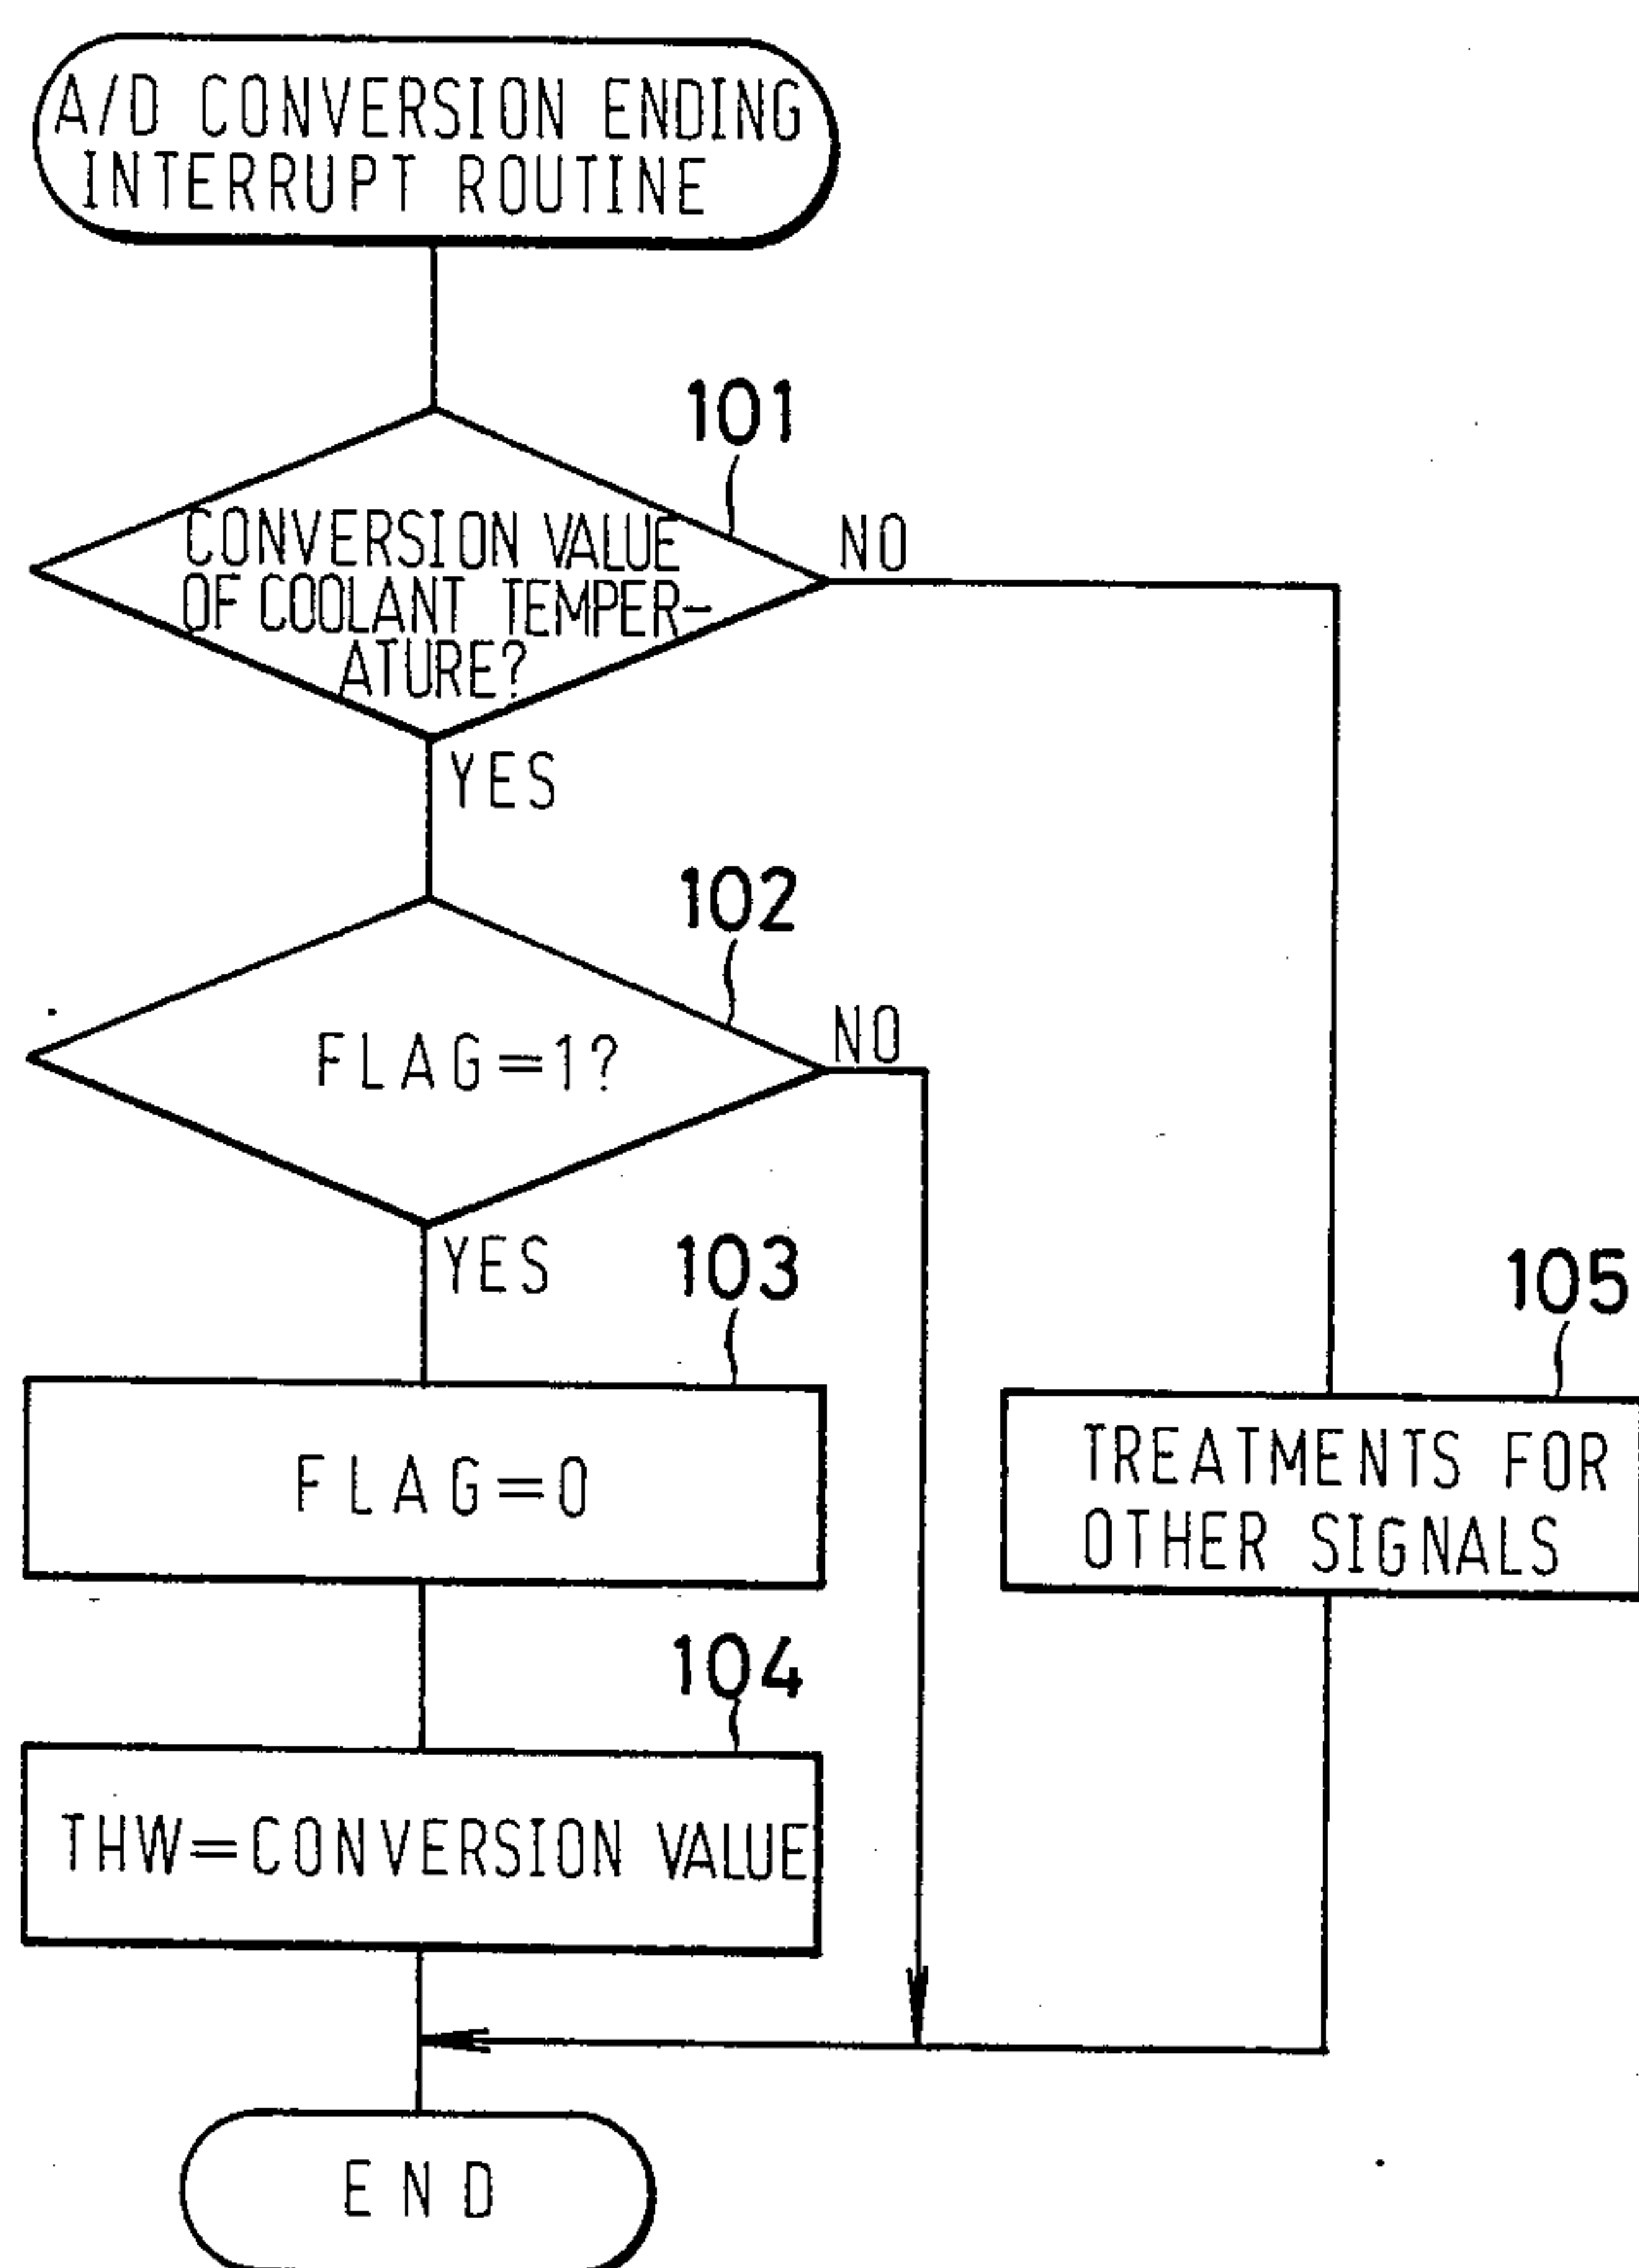 A/D CONVERSION ENDING
INTERRUPT ROUTINE
101
CONVERSION VALUE
OF COOLANT TEMPER-
ATURE?
NO
YES
102
FLAG=1?
NO
YES
103
FLAG=0
105
TREATMENTS FOR
OTHER SIGNALS
104
THW=CONVERSION VALUE
END